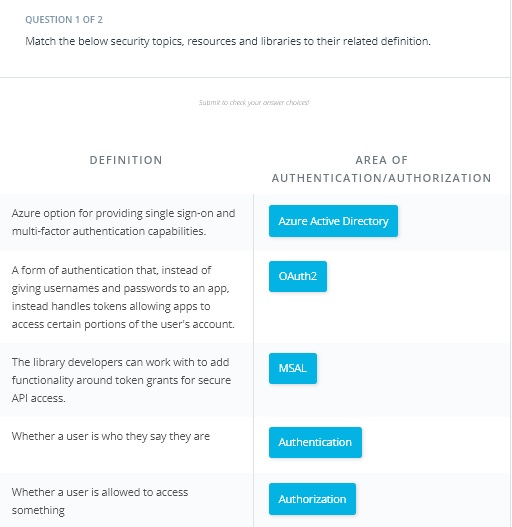 QUESTION 1 OF 2
Match the below security topics, resources and libraries to their related definition.
Submit to check your answer choices!
DEFINITION
AREA OF
AUTHENTICATION/AUTHORIZATION
Azure option for providing single sign-on and
multi-factor authentication capabilities.
Azure Active Directory
A form of authentication that, instead of
giving usernames and passwords to an app,
instead handles tokens allowing apps to
access certain portions of the user's account.
OAuth2
The library developers can work with to add
functionality around token grants for secure
API access.
MSAL
Whether a user is who they say they are
Authentication
Whether a user is allowed to access
something
Authorization